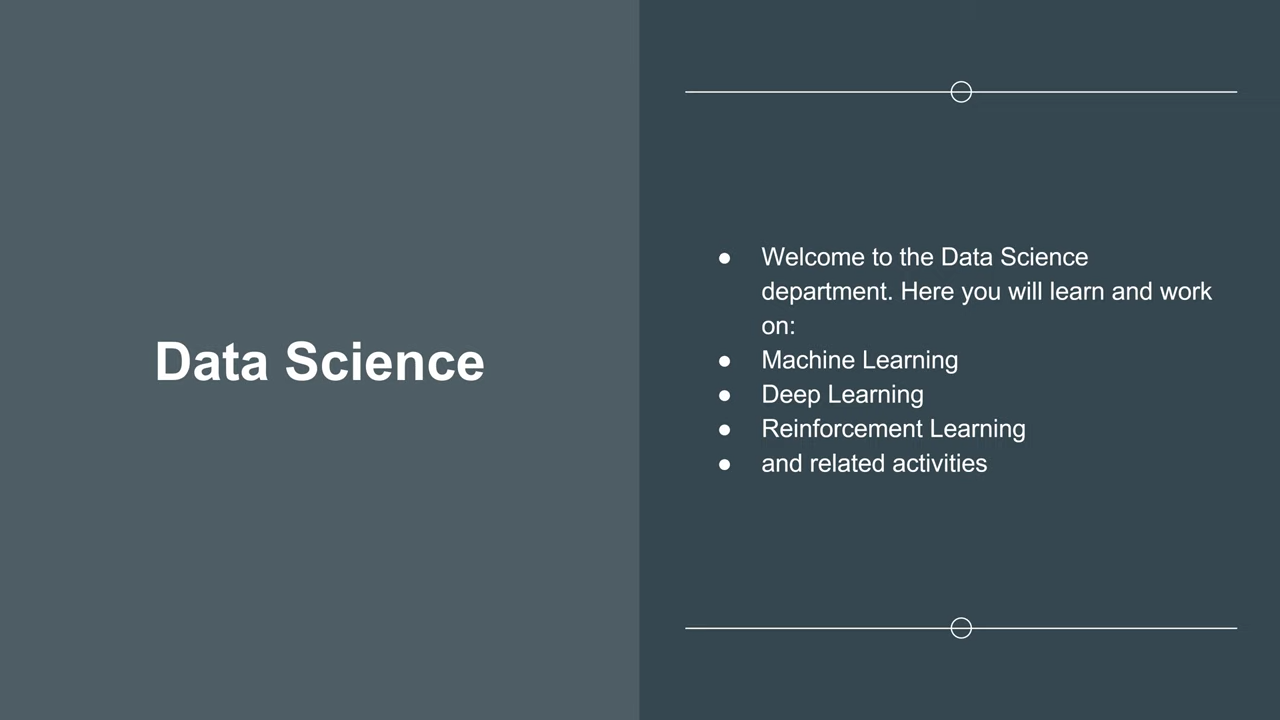 Data Science
● Welcome to the Data Science
department. Here you will learn and work
on:
● Machine Learning
● Deep Learning
● Reinforcement Learning
● and related activities